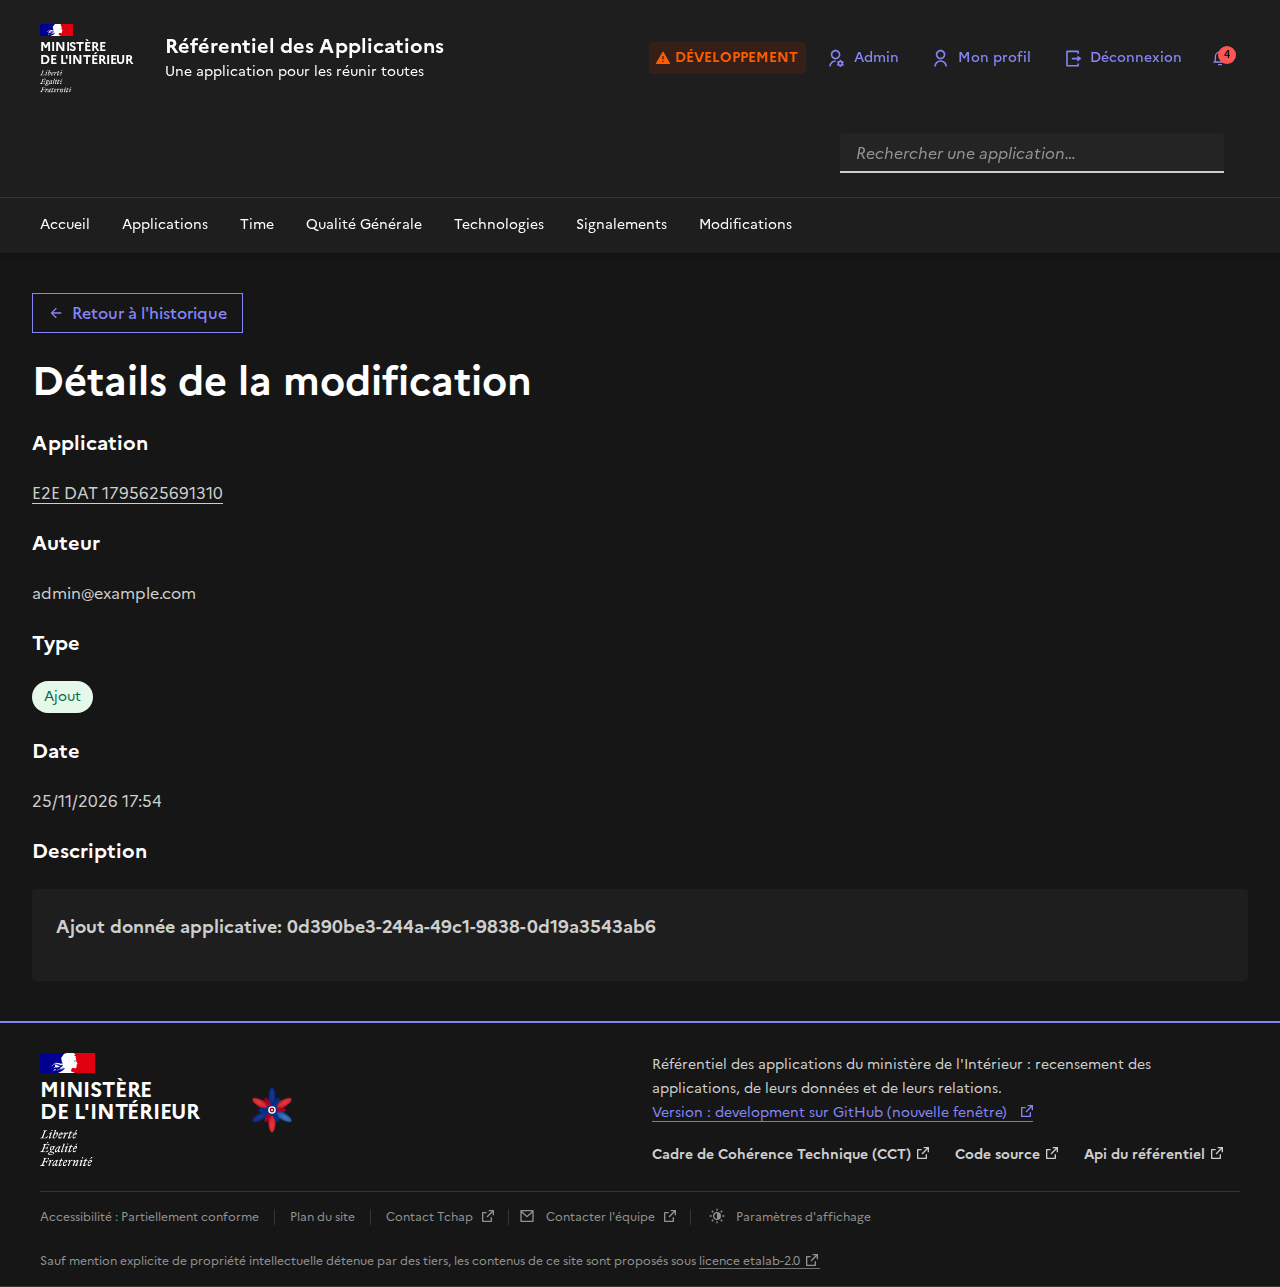 MINISTÈRE
DE L'INTÉRIEUR
Liberté
Égalité
Fraternité
Référentiel des Applications
Une application pour les réunir toutes
DÉVELOPPEMENT
Admin
Mon profil
Déconnexion
4
Rechercher une application…
Accueil
Applications
Time
Qualité Générale
Technologies
Signalements
Modifications
Retour à l'historique
Détails de la modification
Application
E2E DAT 1795625691310
Auteur
admin@example.com
Type
Ajout
Date
25/11/2026 17:54
Description
Ajout donnée applicative: 0d390be3-244a-49c1-9838-0d19a3543ab6
MINISTÈRE
DE L'INTÉRIEUR
Liberté
Égalité
Fraternité
Référentiel des applications du ministère de l'Intérieur : recensement des
applications, de leurs données et de leurs relations.
Version : development sur GitHub (nouvelle fenêtre)
Cadre de Cohérence Technique (CCT)
Code source
Api du référentiel
Accessibilité : Partiellement conforme
Plan du site
Contact Tchap
Contacter l'équipe
Paramètres d'affichage
Sauf mention explicite de propriété intellectuelle détenue par des tiers, les contenus de ce site sont proposés sous licence etalab-2.0